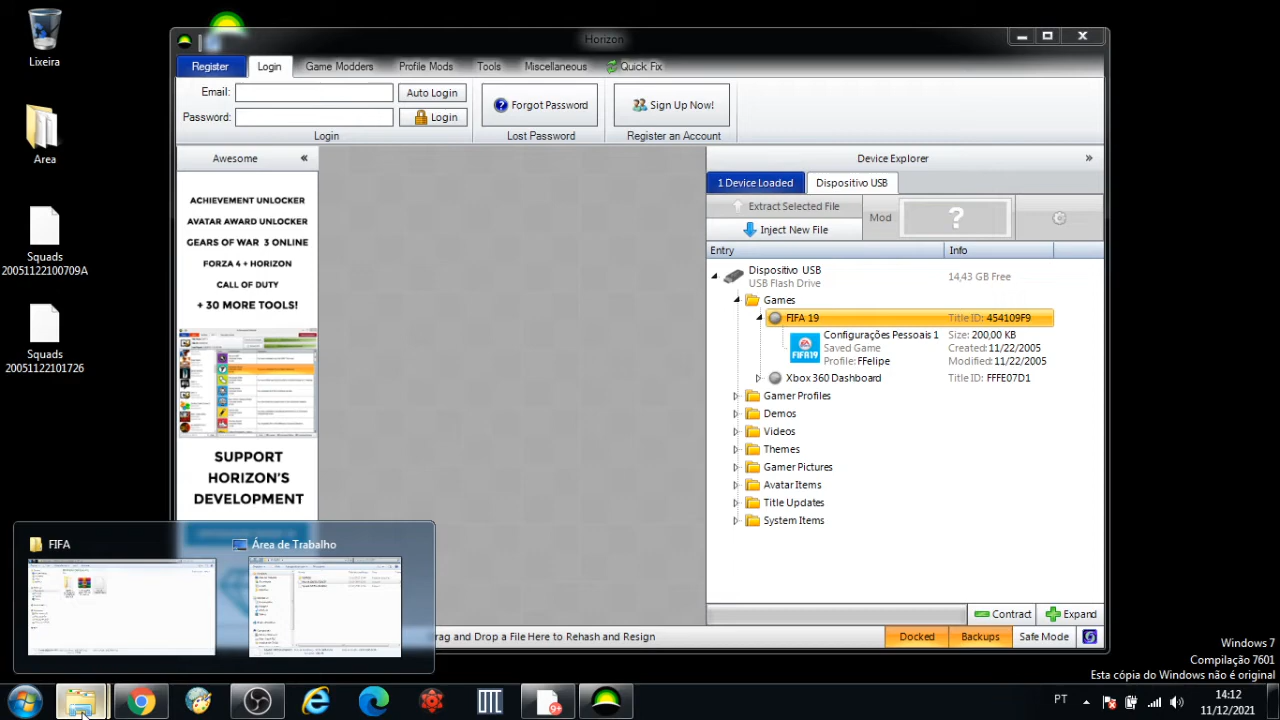 Lixeira
Area
Squads
20051122100709A
Squads
20051122101726
Horizon
Register
Login
Game Modders
Profile Mods
Tools
Miscellaneous
Quick Fix
Email:
Auto Login
Password:
Login
Login
Forgot Password
Lost Password
Sign Up Now!
Register an Account
Awesome
«
ACHIEVEMENT UNLOCKER
AVATAR AWARD UNLOCKER
GEARS OF WAR 3 ONLINE
FORZA 4 + HORIZON
CALL OF DUTY
+ 30 MORE TOOLS!
SUPPORT
HORIZON'S
DEVELOPMENT
Device Explorer
»
1 Device Loaded
Dispositivo USB
Extract Selected File
Inject New File
Mod
?
Entry
Info
Dispositivo USB
USB Flash Drive
14,43 GB Free
Games
FIFA 19
Title ID: 454109F9
FIFA19
Configurações Pessoais 1
Saved Game
Profile: FFelipe
Size: 200,00 KB
Created: 11/22/2005
Modified: 11/22/2005
Xbox 360 Dashboard
Title ID: FFFE07D1
Gamer Profiles
Demos
Videos
Themes
Gamer Pictures
Avatar Items
Title Updates
System Items
Contract
Expand
g and Drop a
to Rehash and Resign
Docked
Safe Mode
FIFA
Área de Trabalho
Windows 7
Compilação 7601
Esta cópia do Windows não é original
PT
14:12
11/12/2021